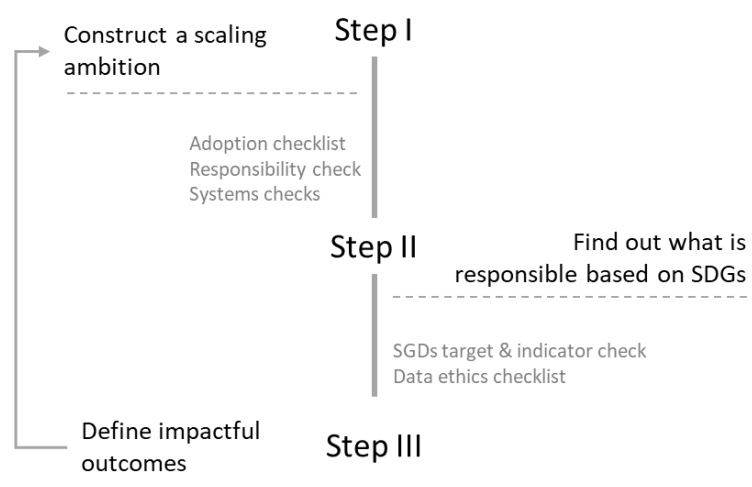 Construct a scaling
ambition
Step I
Adoption checklist
Responsibility check
Systems checks
Step II
Find out what is
responsible based on SDGs
SGDs target & indicator check
Data ethics checklist
Define impactful
outcomes
Step III